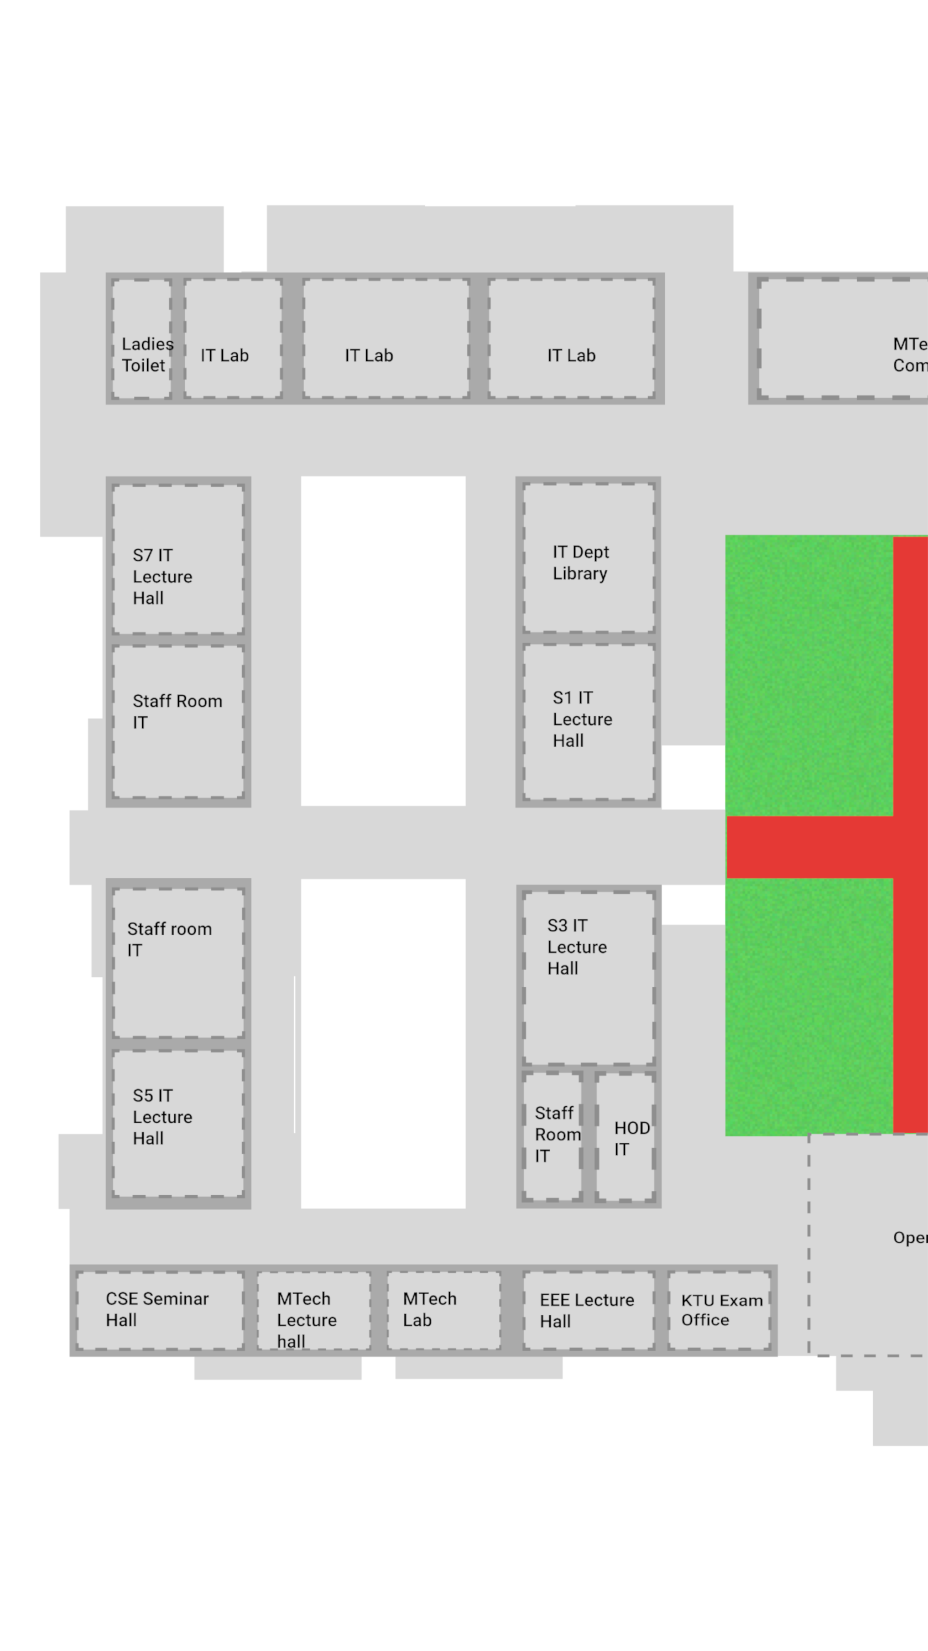 Ladies
Toilet
IT Lab
IT Lab
IT Lab
MTe
Com
S7 IT
Lecture
Hall
IT Dept
Library
Staff Room
IT
S1 IT
Lecture
Hall
Staff room
IT
S3 IT
Lecture
Hall
S5 IT
Lecture
Hall
Staff
Room
IT
HOD
IT
Oper
CSE Seminar
Hall
MTech
Lecture
hall
MTech
Lab
EEE Lecture
Hall
KTU Exam
Office